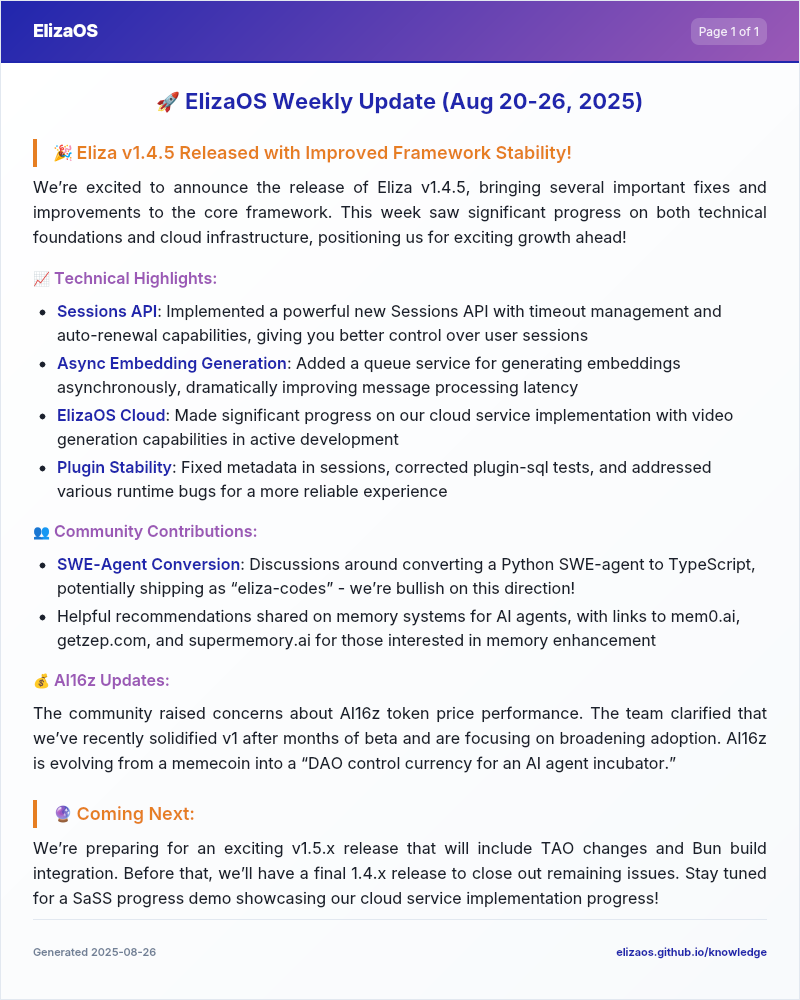 ElizaOS
Page 1 of 1
🚀 ElizaOS Weekly Update (Aug 20-26, 2025)
🎉 Eliza v1.4.5 Released with Improved Framework Stability!
We’re excited to announce the release of Eliza v1.4.5, bringing several important fixes and
improvements to the core framework. This week saw significant progress on both technical
foundations and cloud infrastructure, positioning us for exciting growth ahead!
📈 Technical Highlights:
• Sessions API: Implemented a powerful new Sessions API with timeout management and
auto-renewal capabilities, giving you better control over user sessions
• Async Embedding Generation: Added a queue service for generating embeddings
asynchronously, dramatically improving message processing latency
• ElizaOS Cloud: Made significant progress on our cloud service implementation with video
generation capabilities in active development
• Plugin Stability: Fixed metadata in sessions, corrected plugin-sql tests, and addressed
various runtime bugs for a more reliable experience
👥 Community Contributions:
• SWE-Agent Conversion: Discussions around converting a Python SWE-agent to TypeScript,
potentially shipping as “eliza-codes” - we’re bullish on this direction!
• Helpful recommendations shared on memory systems for AI agents, with links to mem0.ai,
getzep.com, and supermemory.ai for those interested in memory enhancement
💰 AI16z Updates:
The community raised concerns about AI16z token price performance. The team clarified that
we’ve recently solidified v1 after months of beta and are focusing on broadening adoption. AI16z
is evolving from a memecoin into a “DAO control currency for an AI agent incubator.”
🔮 Coming Next:
We’re preparing for an exciting v1.5.x release that will include TAO changes and Bun build
integration. Before that, we’ll have a final 1.4.x release to close out remaining issues. Stay tuned
for a SaSS progress demo showcasing our cloud service implementation progress!
Generated 2025-08-26
elizaos.github.io/knowledge